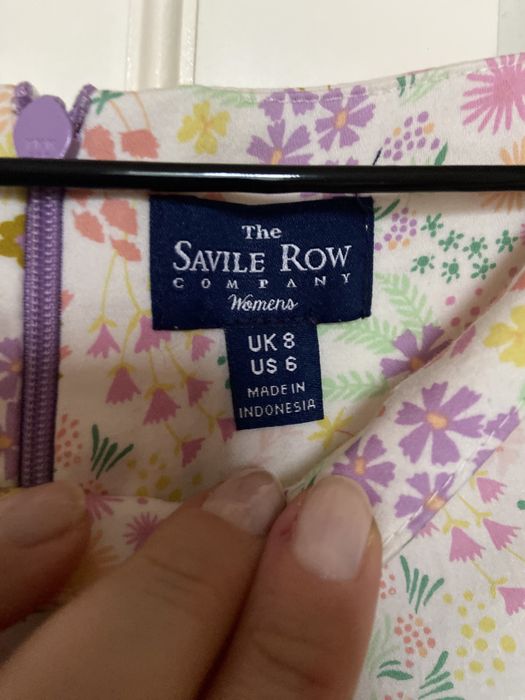 The
SAVILE ROW
COMPANY
Womens
UK 8
US 6
MADE IN
INDONESIA